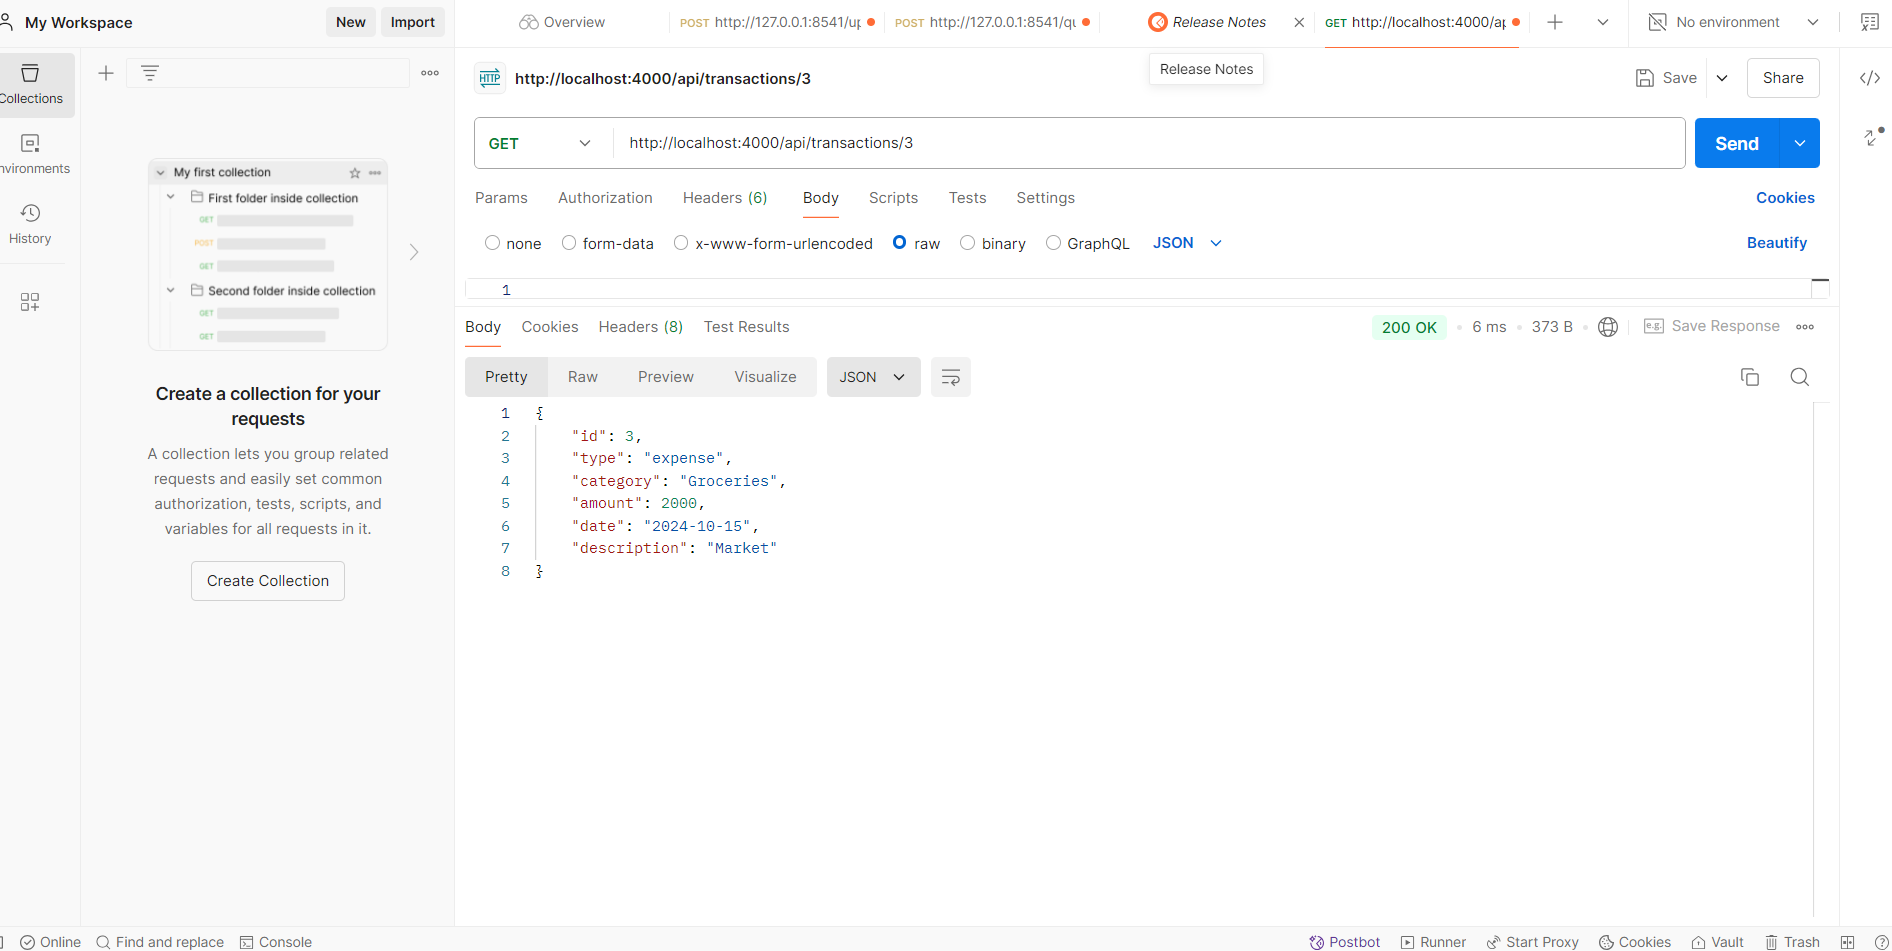 My Workspace
New
Import
Overview
POST http://127.0.0.1:8541/up
POST http://127.0.0.1:8541/qu
Release Notes
GET http://localhost:4000/ap
No environment
Release Notes
Collections
HTTP
http://localhost:4000/api/transactions/3
Save
Share
</>
GET
http://localhost:4000/api/transactions/3
Send
nvironments
History
Params
Authorization
Headers (6)
Body
Scripts
Tests
Settings
Cookies
none
form-data
x-www-form-urlencoded
raw
binary
GraphQL
JSON
Beautify
1
My first collection
First folder inside collection
GET
POST
GET
Second folder inside collection
GET
GET
Create a collection for your
requests
A collection lets you group related
requests and easily set common
authorization, tests, scripts, and
variables for all requests in it.
Create Collection
Body
Cookies
Headers (8)
Test Results
200 OK
6 ms
373 B
e.g.
Save Response
Pretty
Raw
Preview
Visualize
JSON
1 {
2 "id": 3,
3 "type": "expense",
4 "category": "Groceries",
5 "amount": 2000,
6 "date": "2024-10-15",
7 "description": "Market"
8 }
Online
Find and replace
Console
Postbot
Runner
Start Proxy
Cookies
Vault
Trash